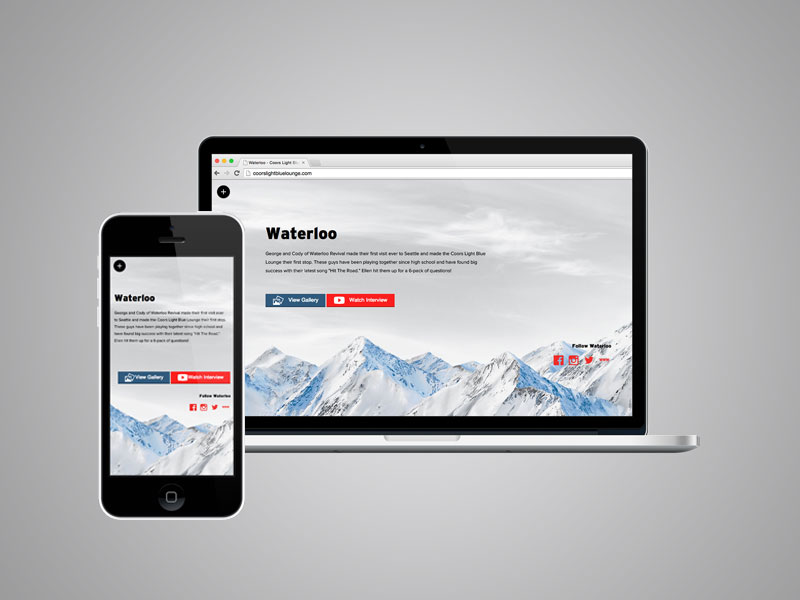 Waterloo - Coors Light Blu
coorslightbluelounge.com
Waterloo
George and Cody of Waterloo Revival made their first visit ever to Seattle and made the Coors Light Blue
Lounge their first stop. These guys have been playing together since high school and have found big
success with their latest song "Hit The Road." Ellen hit them up for a 6-pack of questions!
View Gallery
Watch Interview
Follow Waterloo
Waterloo
George and Cody of Waterloo Revival made their first visit ever
to Seattle and made the Coors Light Blue Lounge their first stop.
These guys have been playing together since high school and
have found big success with their latest song "Hit The Road."
Ellen hit them up for a 6-pack of questions!
View Gallery
Watch Interview
Follow Waterloo